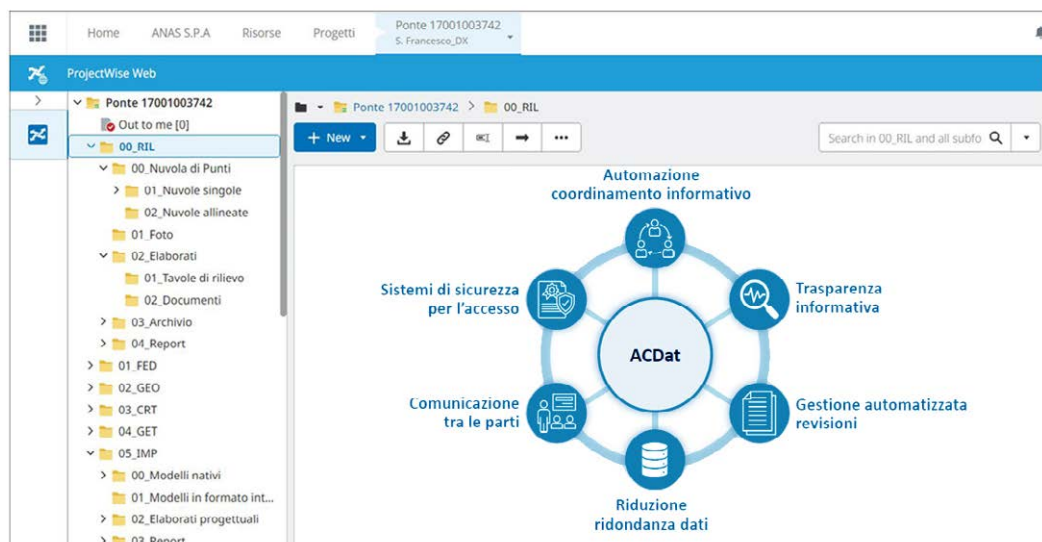 Home
ANAS S.P.A
Risorse
Progetti
Ponte 17001003742
S. Francesco_DX
ProjectWise Web
Ponte 17001003742
Out to me [0]
00_RIL
00_Nuvola di Punti
01_Nuvole singole
02_Nuvole allineate
01_Foto
02_Elaborati
01_Tavole di rilievo
02_Documenti
03_Archivio
04_Report
01_FED
02_GEO
03_CRT
04_GET
05_IMP
00_Modelli nativi
01_Modelli in formato int...
02_Elaborati progettuali
03_Report
Ponte 17001003742 > 00_RIL
+ New
Search in 00_RIL and all subfo
Automazione
coordinamento informativo
Sistemi di sicurezza
per l'accesso
Trasparenza
informativa
ACDat
Comunicazione
tra le parti
Gestione automatizzata
revisioni
Riduzione
ridondanza dati